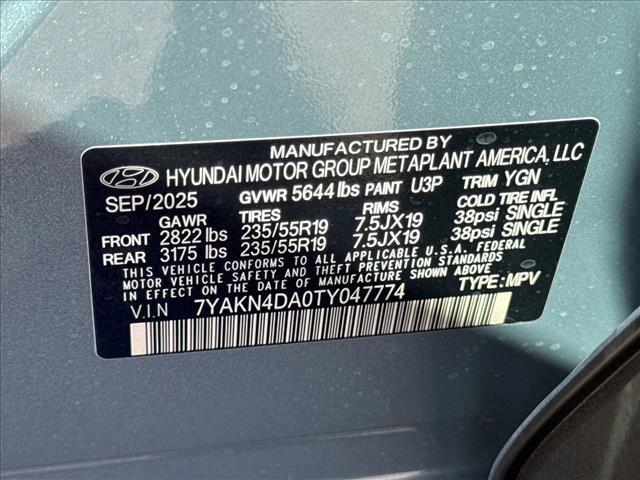 MANUFACTURED BY
HYUNDAI MOTOR GROUP METAPLANT AMERICA, LLC
SEP/2025 GVWR 5644 lbs PAINT U3P TRIM YGN
GAWR TIRES RIMS COLD TIRE INFL
FRONT 2822 lbs 235/55R19 7.5JX19 38psi SINGLE
REAR 3175 lbs 235/55R19 7.5JX19 38psi SINGLE
THIS VEHICLE CONFORMS TO ALL APPLICABLE U.S.A. FEDERAL
MOTOR VEHICLE SAFETY, BUMPER, AND THEFT PREVENTION STANDARDS
IN EFFECT ON THE DATE OF MANUFACTURE SHOWN ABOVE.
V.I.N 7YAKN4DA0TY047774 TYPE: MPV